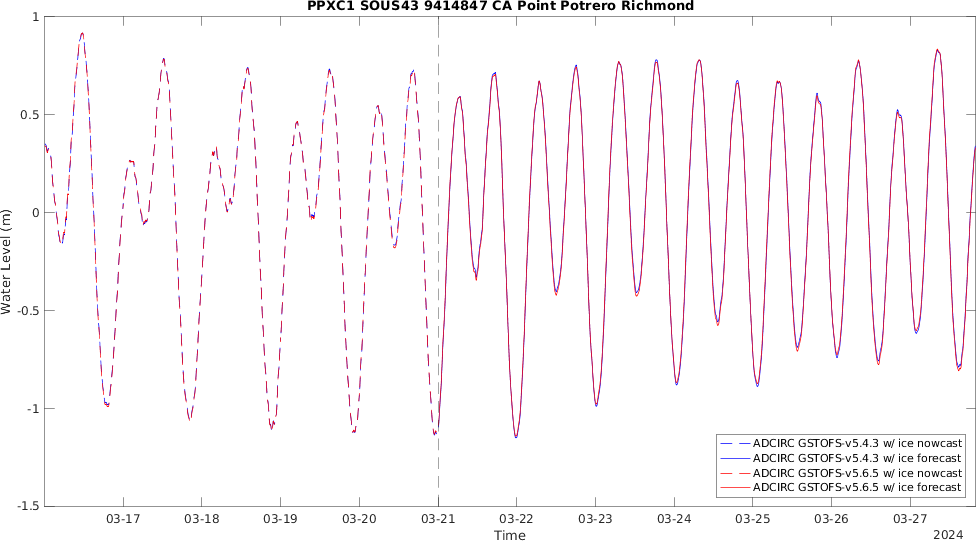 PPXC1 SOUS43 9414847 CA Point Potrero Richmond
1
0.5
0
-0.5
-1
-1.5
Water Level (m)
ADCIRC GSTOFS-v5.4.3 w/ ice nowcast
ADCIRC GSTOFS-v5.4.3 w/ ice forecast
ADCIRC GSTOFS-v5.6.5 w/ ice nowcast
ADCIRC GSTOFS-v5.6.5 w/ ice forecast
03-17 03-18 03-19 03-20 03-21 03-22 03-23 03-24 03-25 03-26 03-27
Time
2024